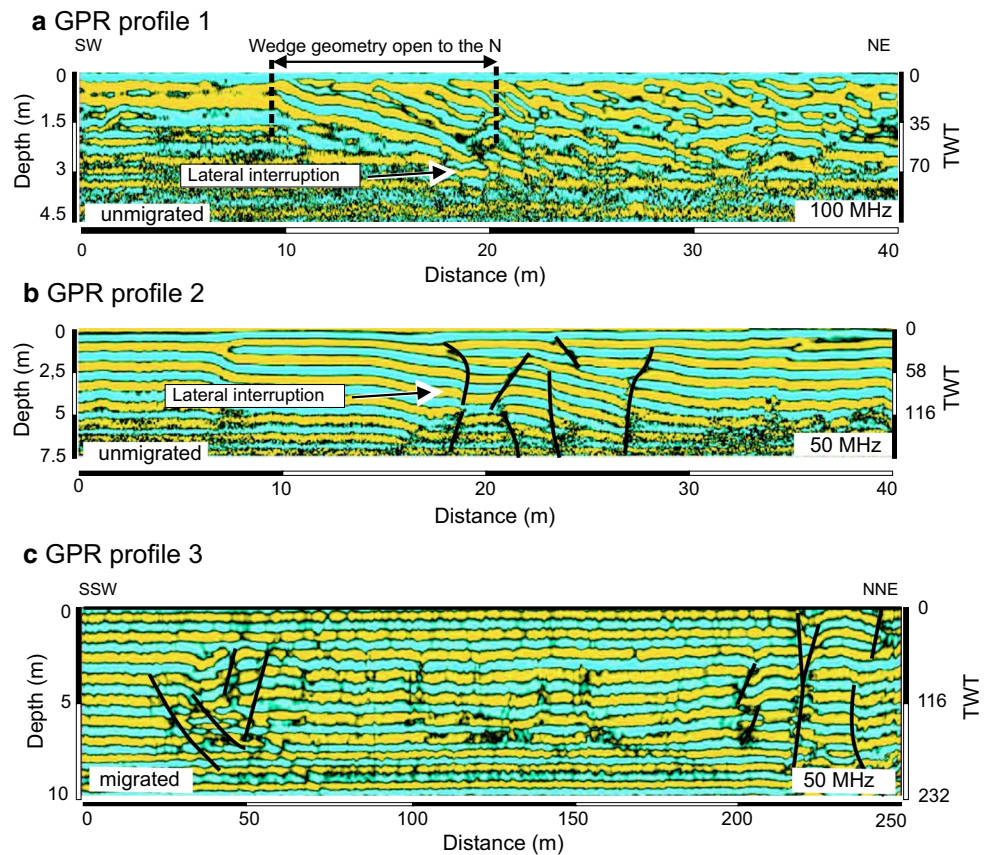 a GPR profile 1
SW
Wedge geometry open to the N
NE
0
1.5
3
4.5
Depth (m)
Lateral interruption
unmigrated
100 MHz
0
35
70
TWT
0
10
20
30
40
Distance (m)
b GPR profile 2
0
2,5
5
7.5
Depth (m)
Lateral interruption
unmigrated
50 MHz
0
58
116
TWT
0
10
20
30
40
Distance (m)
c GPR profile 3
SSW
NNE
0
5
10
Depth (m)
migrated
50 MHz
0
116
232
TWT
0
50
100
150
200
250
Distance (m)